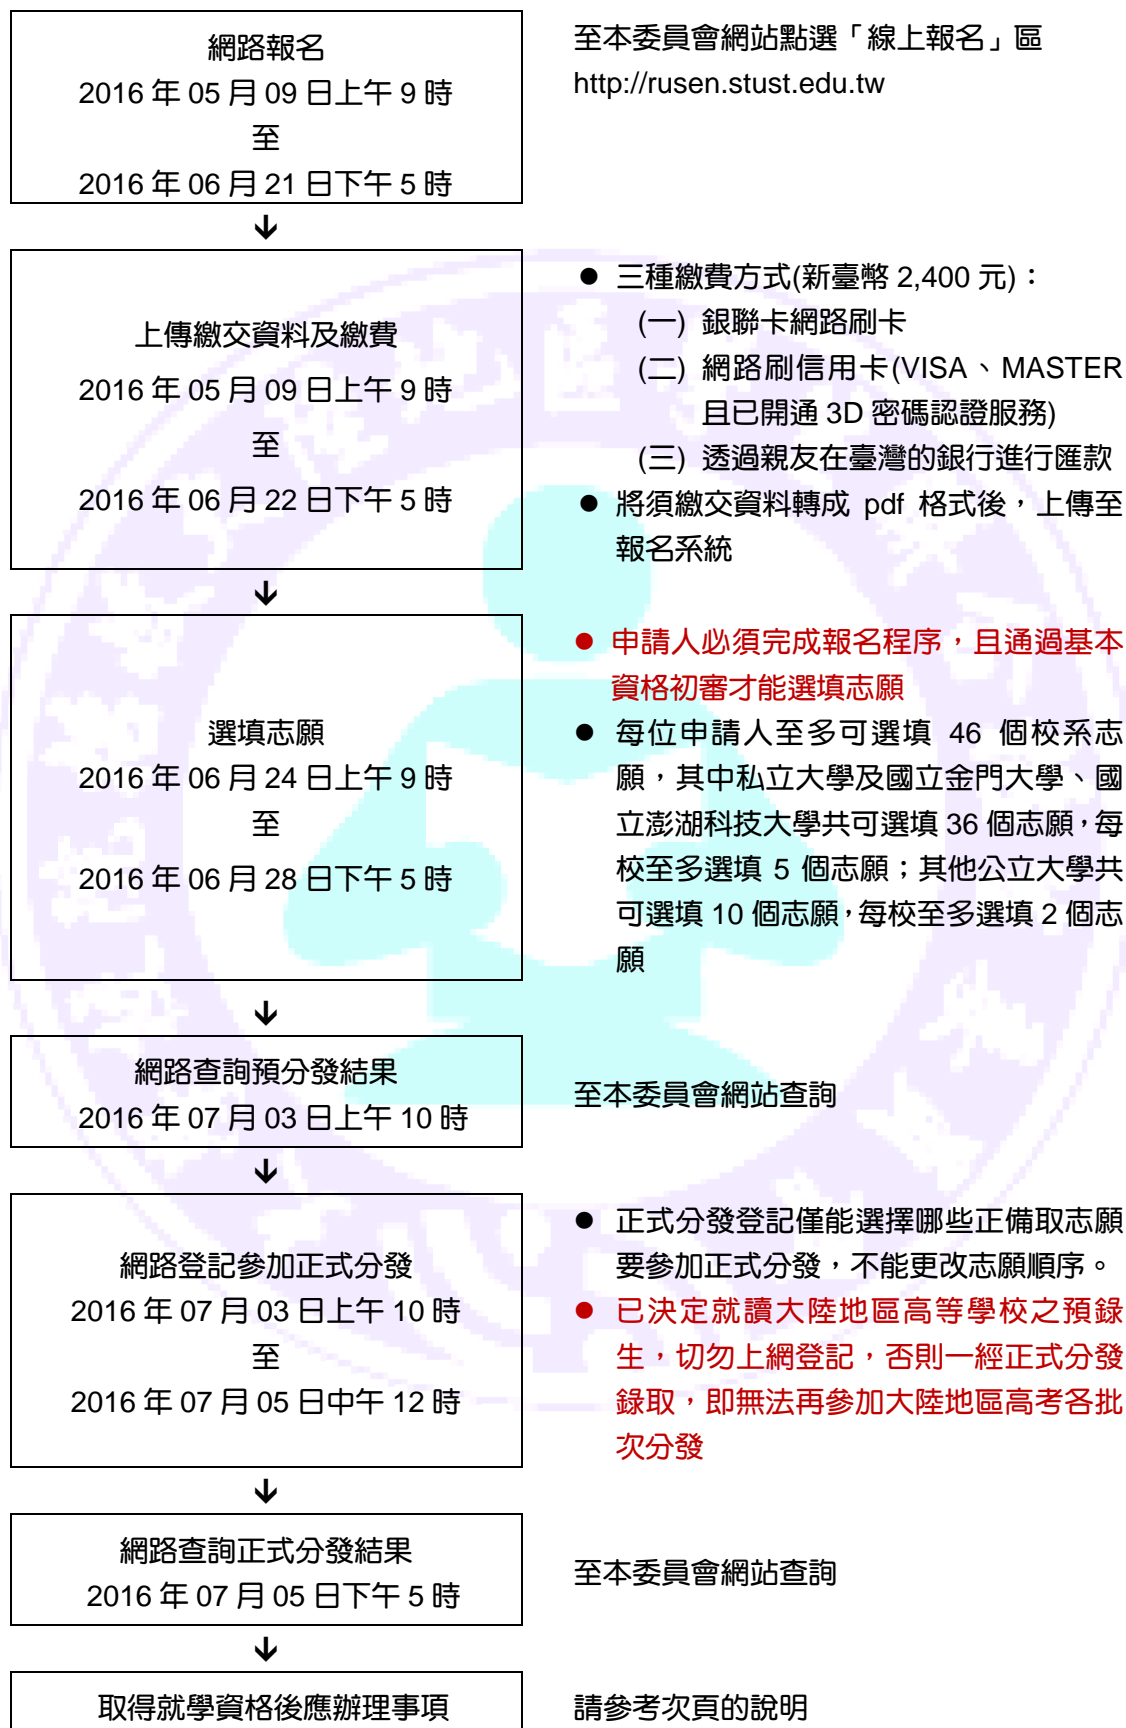 網路報名
2016 年 05 月 09 日上午 9 時
至
2016 年 06 月 21 日下午 5 時
至本委員會網站點選「線上報名」區
http://rusen.stust.edu.tw
上傳繳交資料及繳費
2016 年 05 月 09 日上午 9 時
至
2016 年 06 月 22 日下午 5 時
● 三種繳費方式(新臺幣 2,400 元)：
(一) 銀聯卡網路刷卡
(二) 網路刷信用卡(VISA、MASTER
且已開通 3D 密碼認證服務)
(三) 透過親友在臺灣的銀行進行匯款
● 將須繳交資料轉成 pdf 格式後，上傳至
報名系統
選填志願
2016 年 06 月 24 日上午 9 時
至
2016 年 06 月 28 日下午 5 時
● 申請人必須完成報名程序，且通過基本
資格初審才能選填志願
● 每位申請人至多可選填 46 個校系志
願，其中私立大學及國立金門大學、國
立澎湖科技大學共可選填 36 個志願，每
校至多選填 5 個志願；其他公立大學共
可選填 10 個志願，每校至多選填 2 個志
願
網路查詢預分發結果
2016 年 07 月 03 日上午 10 時
至本委員會網站查詢
網路登記參加正式分發
2016 年 07 月 03 日上午 10 時
至
2016 年 07 月 05 日中午 12 時
● 正式分發登記僅能選擇哪些正備取志願
要參加正式分發，不能更改志願順序。
● 已決定就讀大陸地區高等學校之預錄
生，切勿上網登記，否則一經正式分發
錄取，即無法再參加大陸地區高考各批
次分發
網路查詢正式分發結果
2016 年 07 月 05 日下午 5 時
至本委員會網站查詢
取得就學資格後應辦理事項
請參考次頁的說明